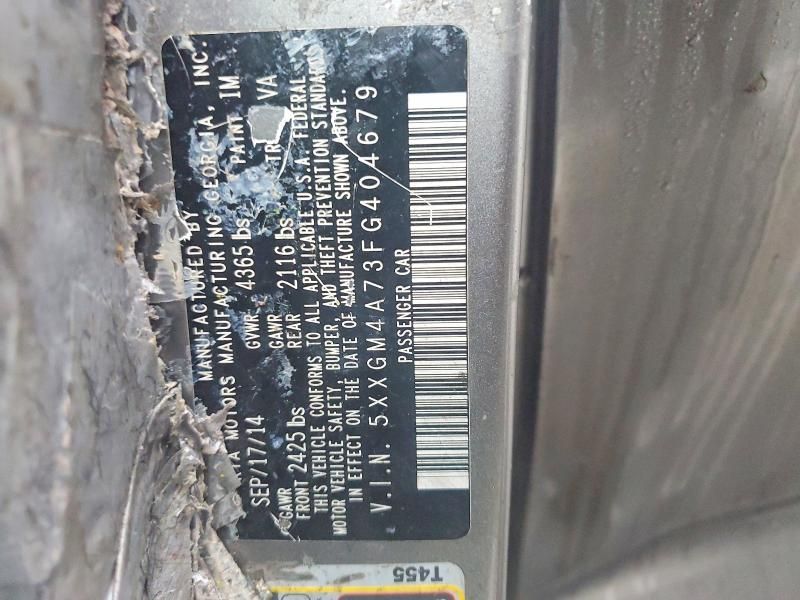 MANUFACTURED BY
KIA MOTORS MANUFACTURING GEORGIA, INC.
SEP/17/14 GVWR 4365 lbs PAINT IM
GAWR GAWR TRI VA
FRONT 2425 lbs REAR 2116 lbs
THIS VEHICLE CONFORMS TO ALL APPLICABLE U.S.A. FEDERAL
MOTOR VEHICLE SAFETY, BUMPER, AND THEFT PREVENTION STANDARDS
IN EFFECT ON THE DATE OF MANUFACTURE SHOWN ABOVE.
V.I.N. 5XXGM4A73FG404679
PASSENGER CAR
T455